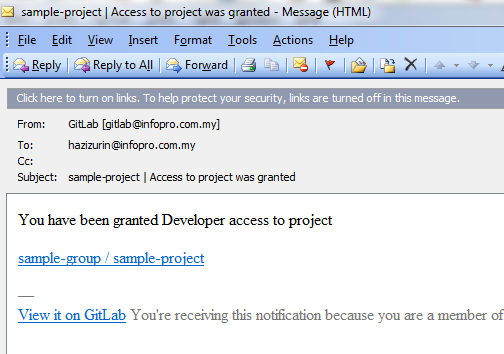 sample-project | Access to project was granted - Message (HTML)
File Edit View Insert Format Tools Actions Help
Reply Reply to All Forward
Click here to turn on links. To help protect your security, links are turned off in this message.
From: GitLab [gitlab@infopro.com.my]
To: hazizurin@infopro.com.my
Cc:
Subject: sample-project | Access to project was granted
You have been granted Developer access to project
sample-group / sample-project
—
View it on GitLab You're receiving this notification because you are a member of